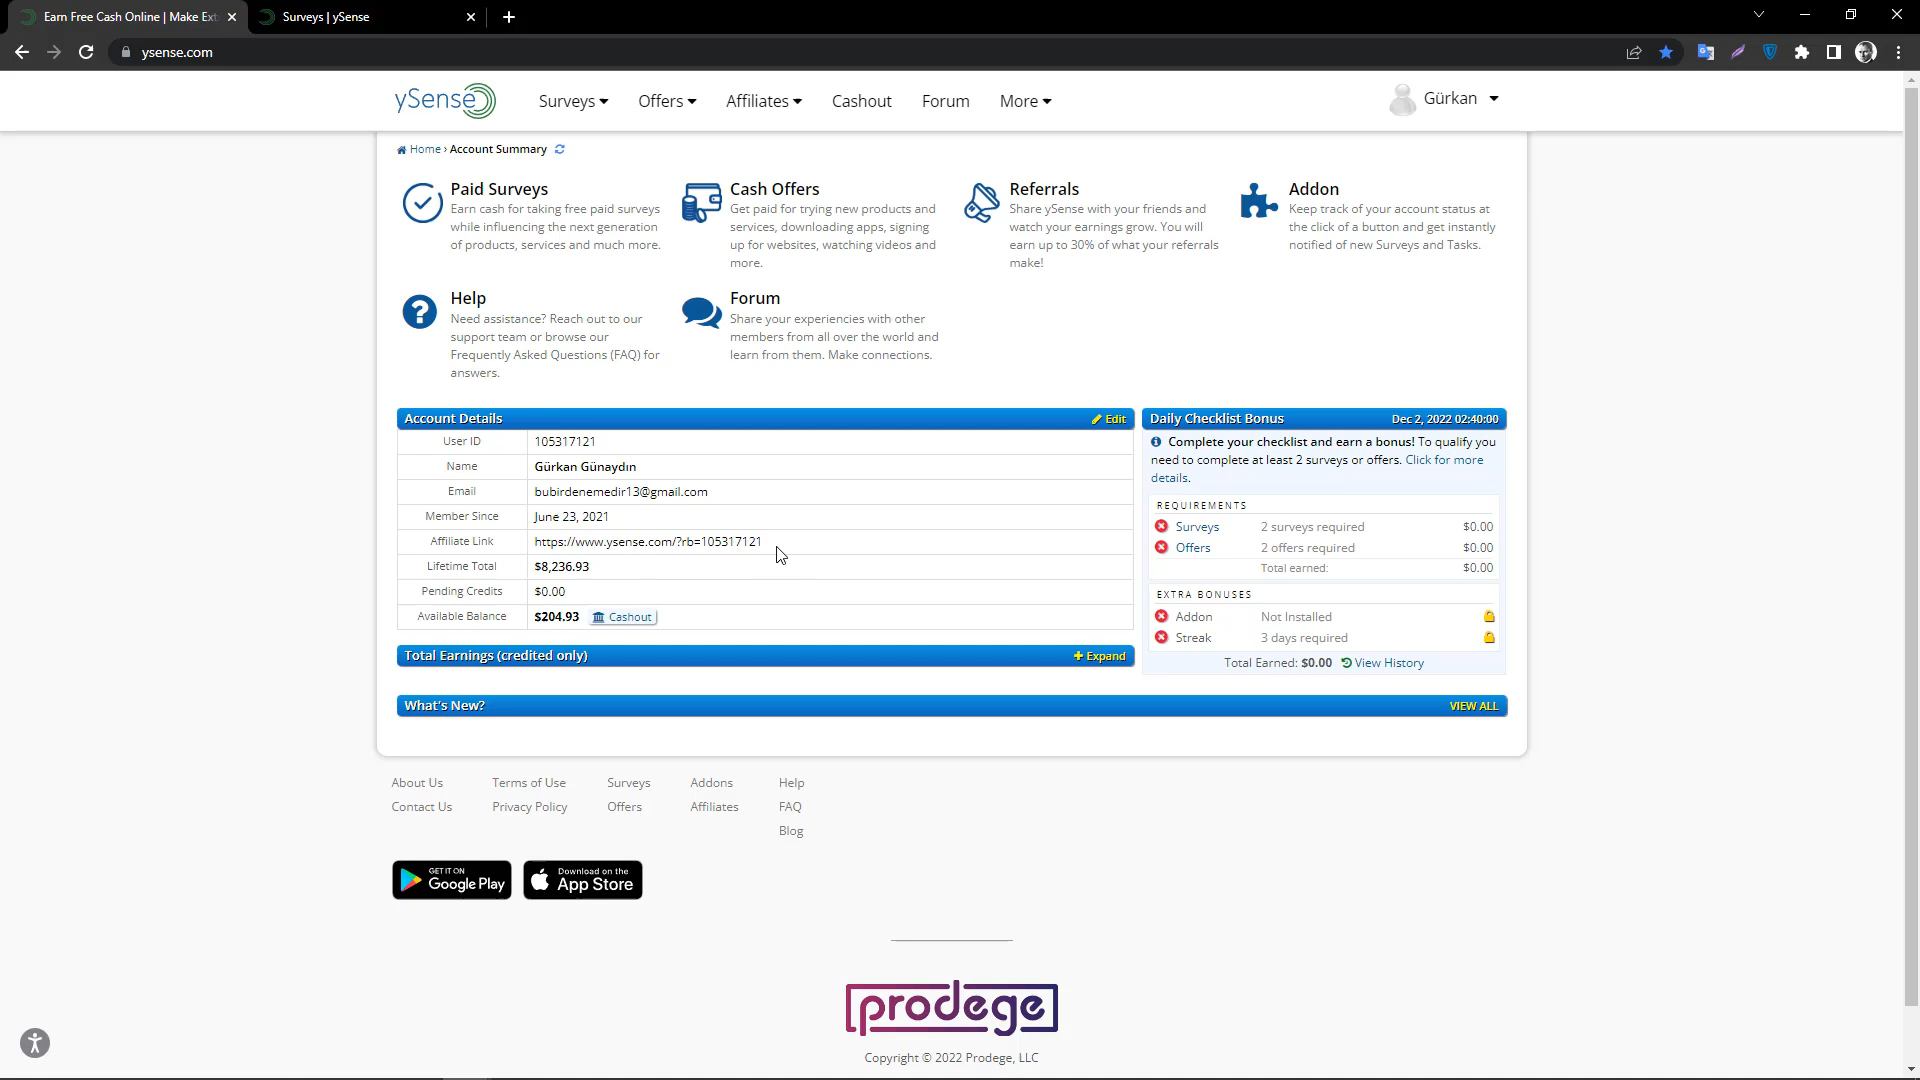 Earn Free Cash Online | Make Ext
Surveys | ySense
ysense.com
ySense
Surveys
Offers
Affiliates
Cashout
Forum
More
Gürkan
Home › Account Summary
Paid Surveys
Earn cash for taking free paid surveys
while influencing the next generation
of products, services and much more.
Cash Offers
Get paid for trying new products and
services, downloading apps, signing
up for websites, watching videos and
more.
Referrals
Share ySense with your friends and
watch your earnings grow. You will
earn up to 30% of what your referrals
make!
Addon
Keep track of your account status at
the click of a button and get instantly
notified of new Surveys and Tasks.
Help
Need assistance? Reach out to our
support team or browse our
Frequently Asked Questions (FAQ) for
answers.
Forum
Share your experiences with other
members from all over the world and
learn from them. Make connections.
Account Details
Edit
User ID 105317121
Name Gürkan Günaydın
Email bubirdenemedir13@gmail.com
Member Since June 23, 2021
Affiliate Link https://www.ysense.com/?rb=105317121
Lifetime Total $8,236.93
Pending Credits $0.00
Available Balance $204.93 Cashout
Total Earnings (credited only)
Expand
Daily Checklist Bonus Dec 2, 2022 02:40:00
Complete your checklist and earn a bonus! To qualify you
need to complete at least 2 surveys or offers. Click for more
details.
REQUIREMENTS
Surveys 2 surveys required $0.00
Offers 2 offers required $0.00
Total earned: $0.00
EXTRA BONUSES
Addon Not Installed
Streak 3 days required
Total Earned: $0.00 View History
What's New?
VIEW ALL
About Us
Contact Us
Terms of Use
Privacy Policy
Surveys
Offers
Addons
Affiliates
Help
FAQ
Blog
GET IT ON
Google Play
Download on the
App Store
prodege
Copyright © 2022 Prodege, LLC